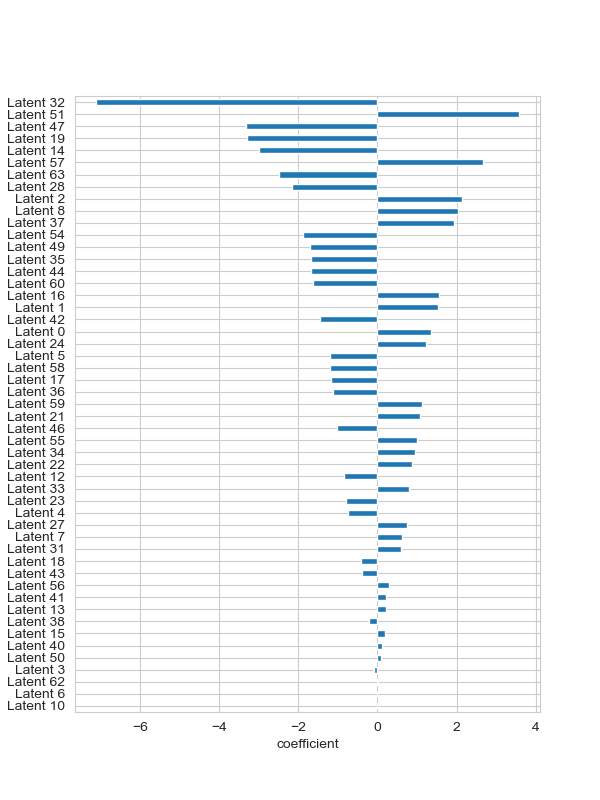 Latent 32
Latent 51
Latent 47
Latent 19
Latent 14
Latent 57
Latent 63
Latent 28
Latent 2
Latent 8
Latent 37
Latent 54
Latent 49
Latent 35
Latent 44
Latent 60
Latent 16
Latent 1
Latent 42
Latent 0
Latent 24
Latent 5
Latent 58
Latent 17
Latent 36
Latent 59
Latent 21
Latent 46
Latent 55
Latent 34
Latent 22
Latent 12
Latent 33
Latent 23
Latent 4
Latent 27
Latent 7
Latent 31
Latent 18
Latent 43
Latent 56
Latent 41
Latent 13
Latent 38
Latent 15
Latent 40
Latent 50
Latent 3
Latent 62
Latent 6
Latent 10
−6 −4 −2 0 2 4
coefficient